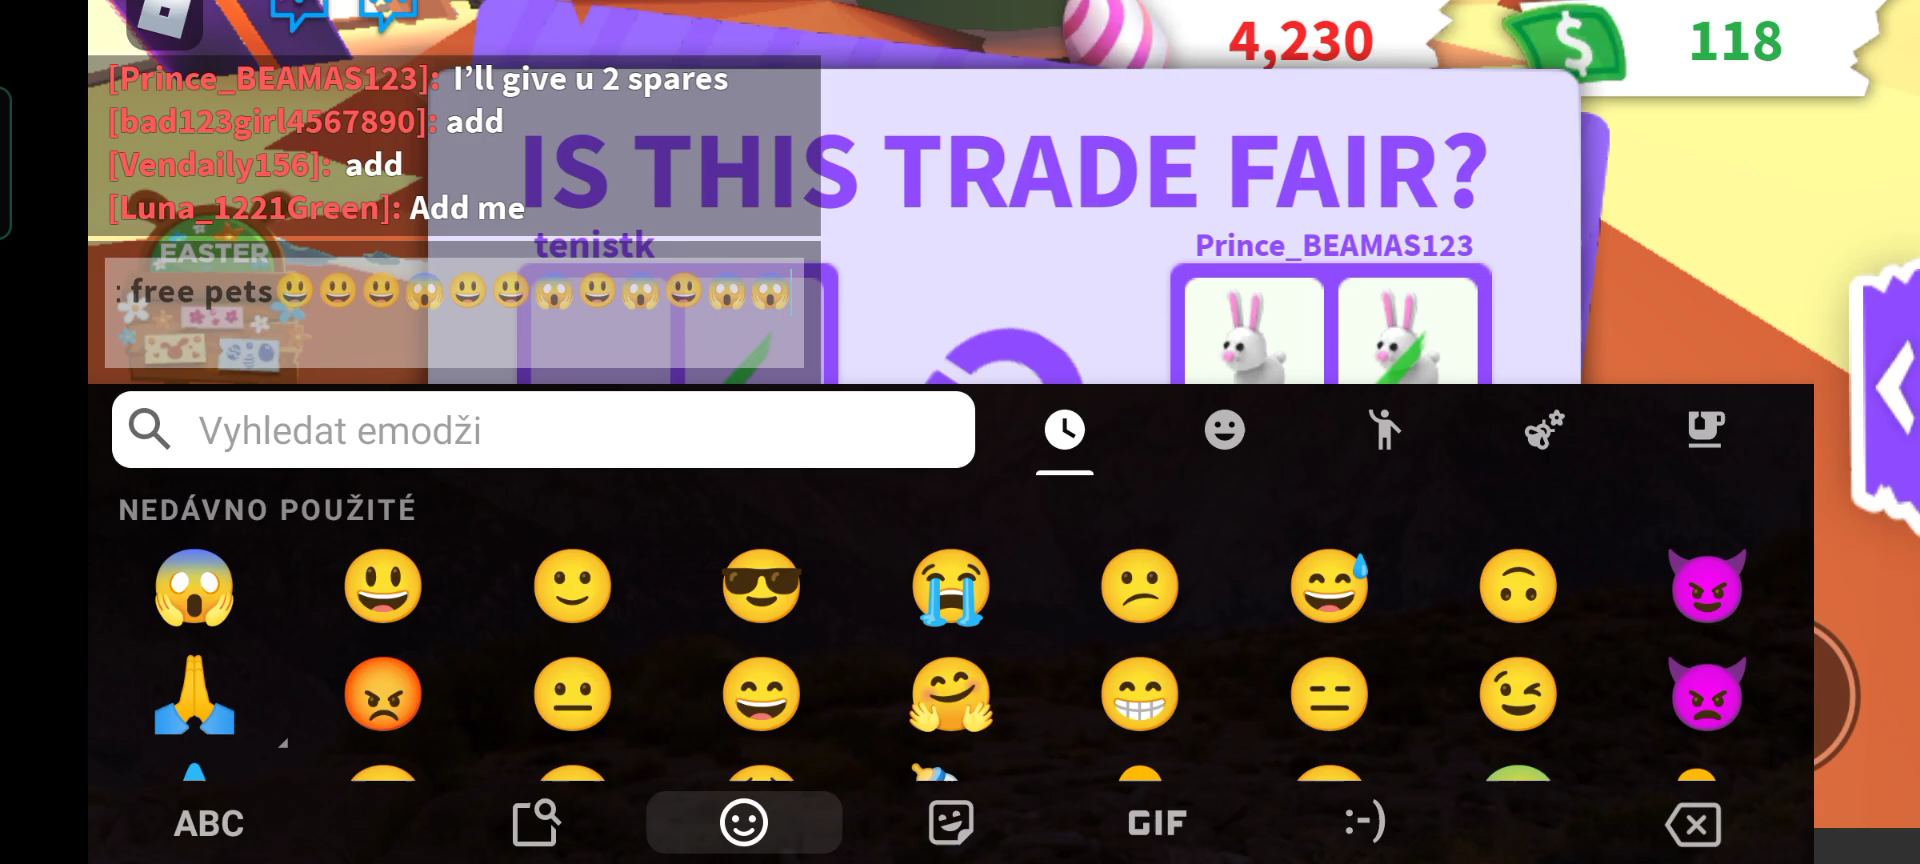 4,230
118
[Prince_BEAMAS123]: I’ll give u 2 spares
[bad123girl4567890]: add
[Vendaily156]: add
[Luna_1221Green]: Add me
IS THIS TRADE FAIR?
tenistk
Prince_BEAMAS123
EASTER
: free pets😃😃😃😱😃😃😱😃😱😃😱😱
Vyhledat emodži
NEDÁVNO POUŽITÉ
ABC
GIF
:-)